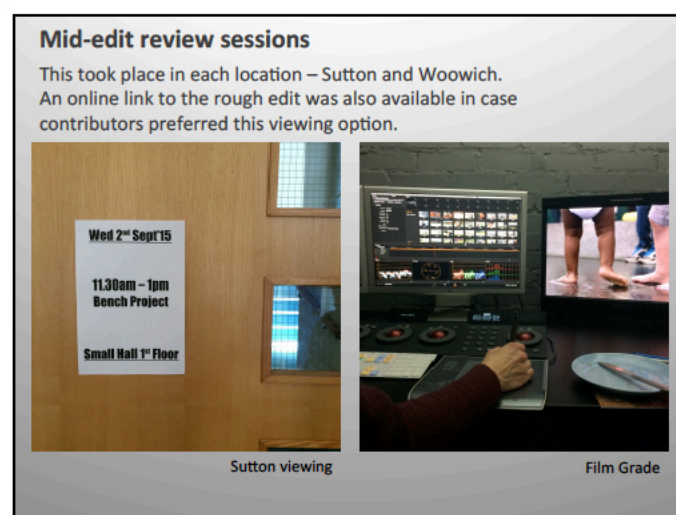 Mid-edit review sessions
This took place in each location – Sutton and Woowich.
An online link to the rough edit was also available in case
contributors preferred this viewing option.
Wed 2nd Sept'15
11.30am – 1pm
Bench Project
Small Hall 1st Floor
Sutton viewing
Film Grade